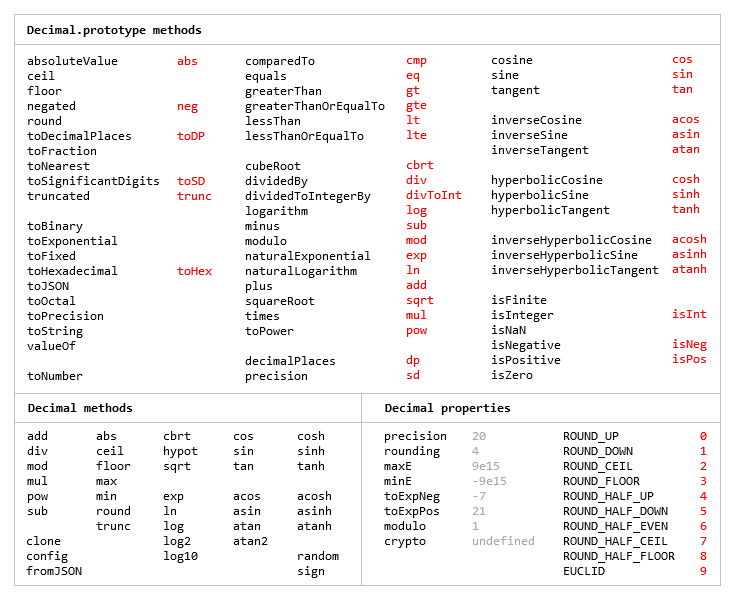 Decimal.prototype methods
absoluteValue abs comparedTo cmp cosine cos
ceil equals eq sine sin
floor greaterThan gt tangent tan
negated neg greaterThanOrEqualTo gte
round lessThan lt inverseCosine acos
toDecimalPlaces toDP lessThanOrEqualTo lte inverseSine asin
toFraction inverseTangent atan
toNearest cubeRoot cbrt
toSignificantDigits toSD dividedBy div hyperbolicCosine cosh
truncated trunc dividedToIntegerBy divToInt hyperbolicSine sinh
logarithm log hyperbolicTangent tanh
toBinary minus sub
toExponential modulo mod inverseHyperbolicCosine acosh
toFixed naturalExponential exp inverseHyperbolicSine asinh
toHexadecimal toHex naturalLogarithm ln inverseHyperbolicTangent atanh
toJSON plus add
toOctal squareRoot sqrt isFinite
toPrecision times mul isInteger isInt
toString toPower pow isNaN
valueOf isNegative isNeg
decimalPlaces dp isPositive isPos
toNumber precision sd isZero
Decimal methods
add abs cbrt cos cosh
div ceil hypot sin sinh
mod floor sqrt tan tanh
mul max
pow min exp acos acosh
sub round ln asin asinh
trunc log atan atanh
clone log2 atan2
config log10 random
fromJSON sign
Decimal properties
precision 20 ROUND_UP 0
rounding 4 ROUND_DOWN 1
maxE 9e15 ROUND_CEIL 2
minE -9e15 ROUND_FLOOR 3
toExpNeg -7 ROUND_HALF_UP 4
toExpPos 21 ROUND_HALF_DOWN 5
modulo 1 ROUND_HALF_EVEN 6
crypto undefined ROUND_HALF_CEIL 7
ROUND_HALF_FLOOR 8
EUCLID 9